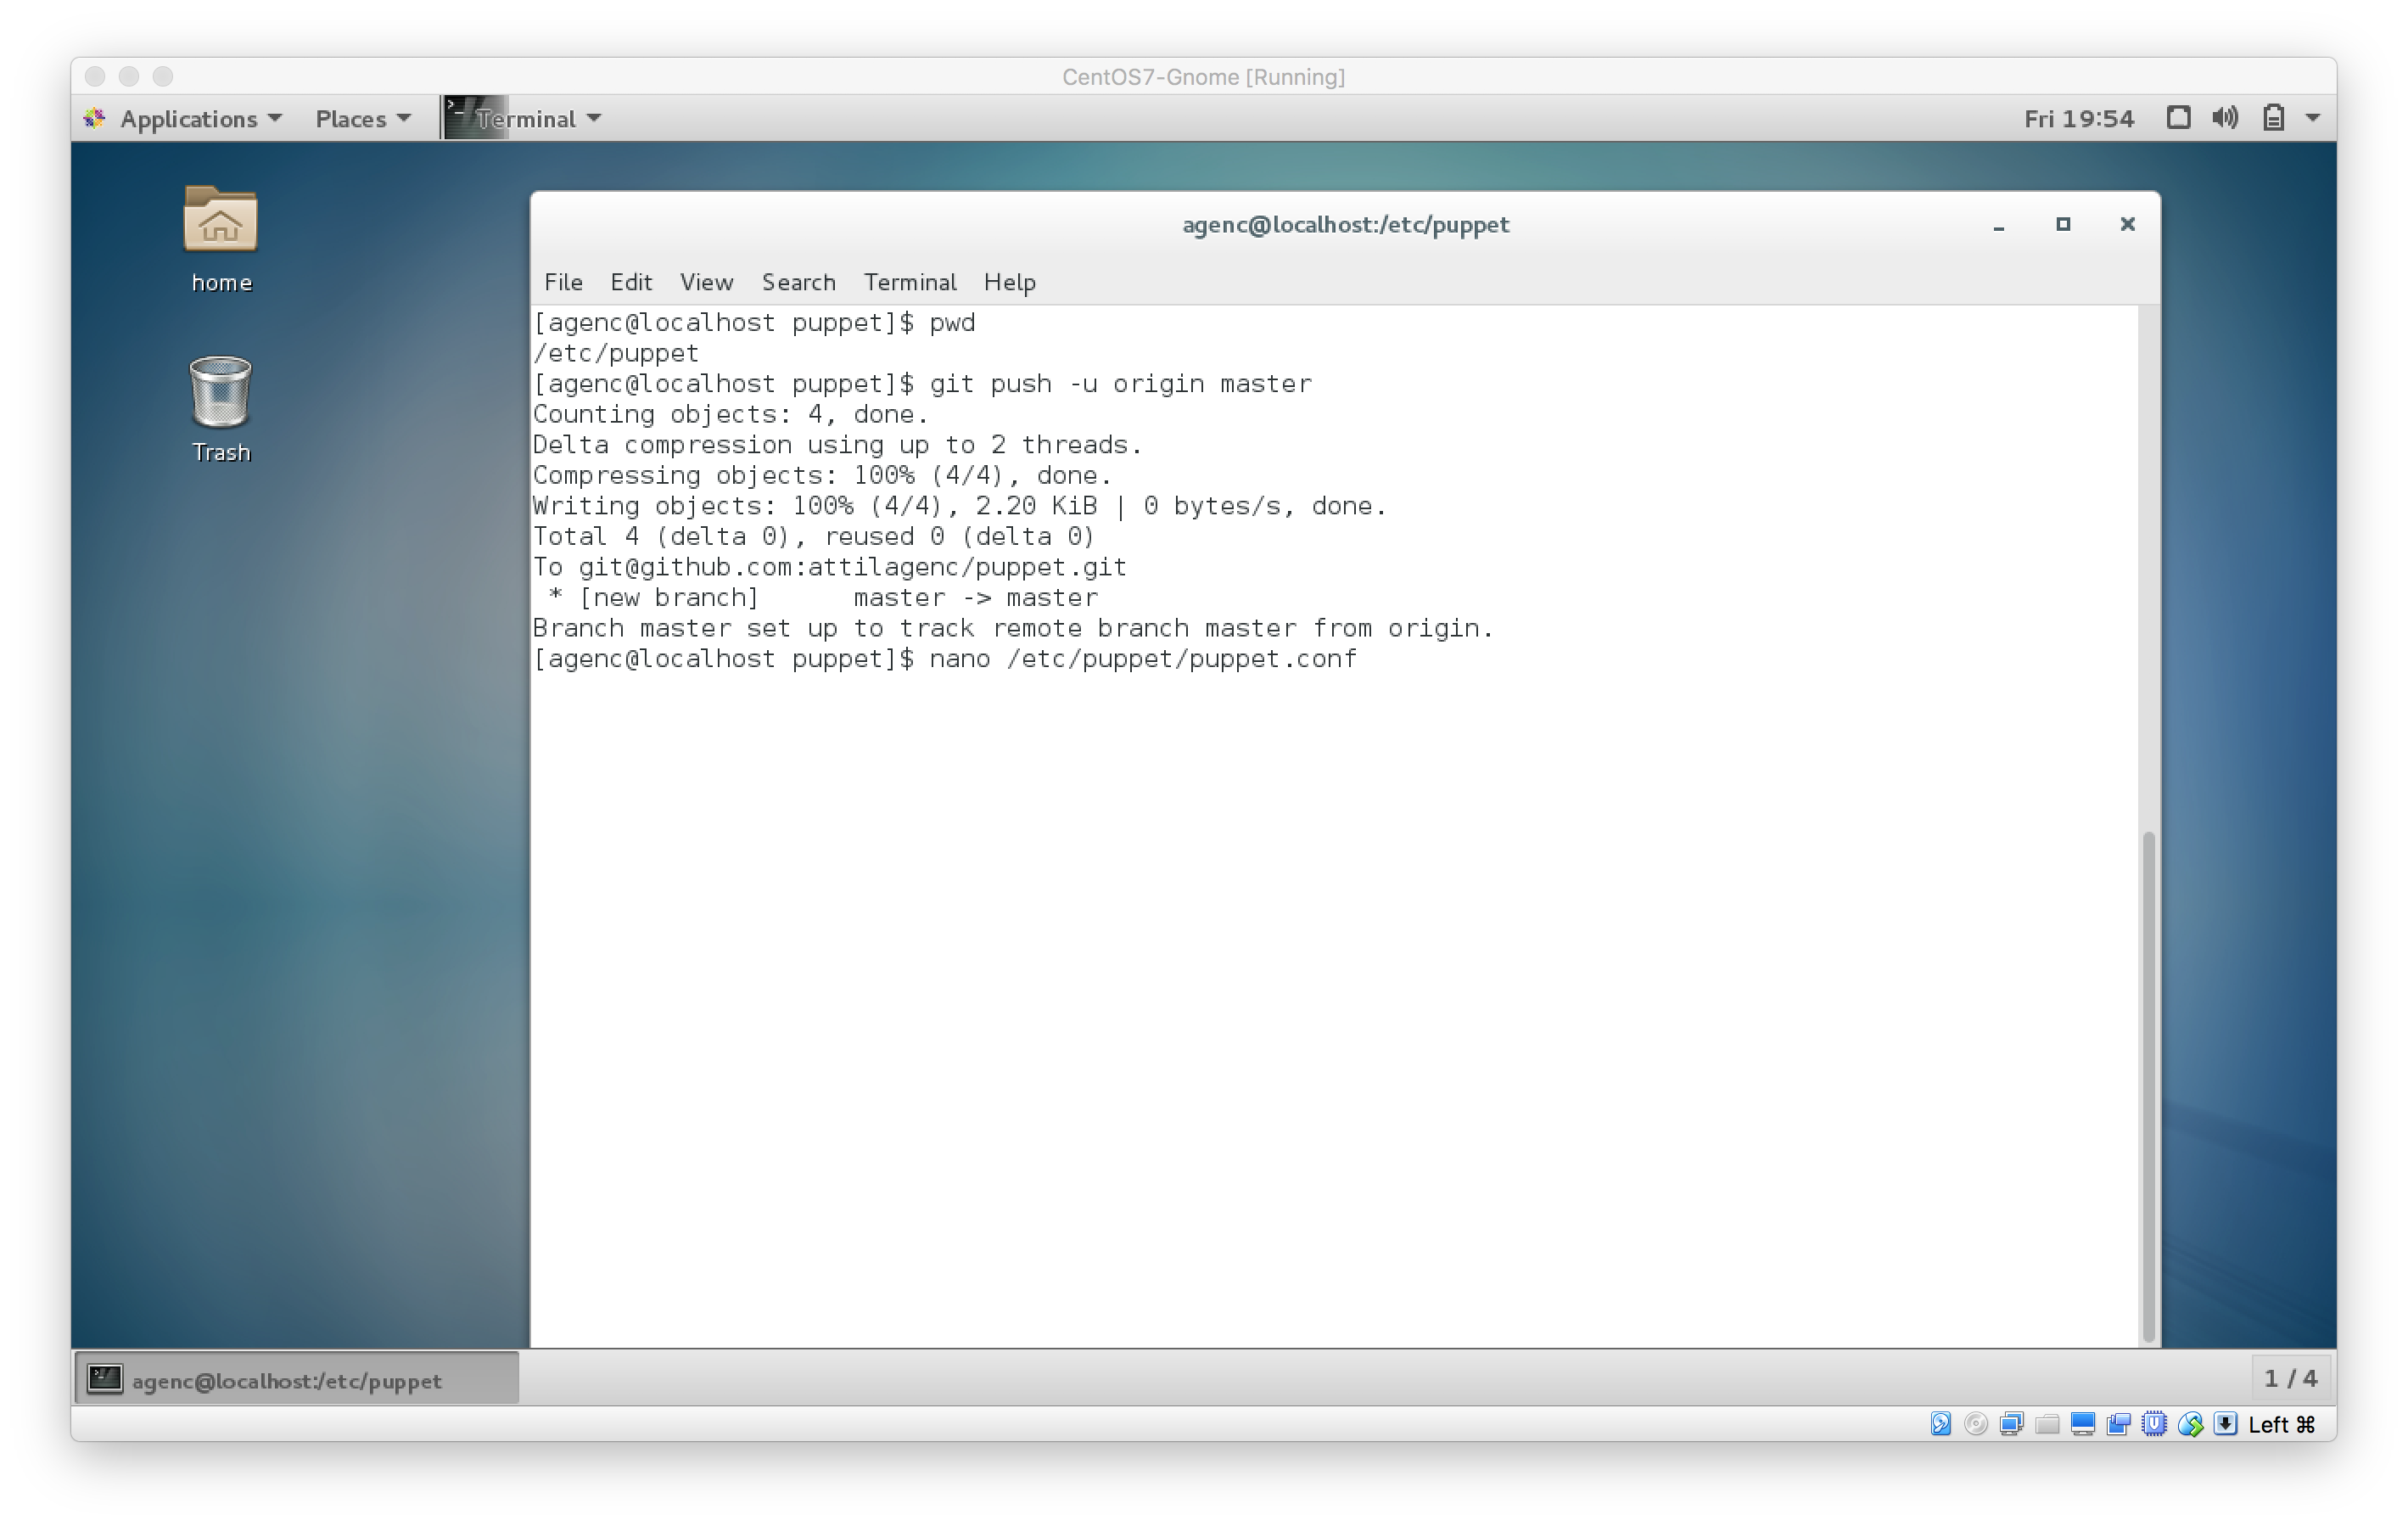 CentOS7-Gnome [Running]
Applications Places Terminal Fri 19:54
home
Trash
agenc@localhost:/etc/puppet
File Edit View Search Terminal Help
[agenc@localhost puppet]$ pwd
/etc/puppet
[agenc@localhost puppet]$ git push -u origin master
Counting objects: 4, done.
Delta compression using up to 2 threads.
Compressing objects: 100% (4/4), done.
Writing objects: 100% (4/4), 2.20 KiB | 0 bytes/s, done.
Total 4 (delta 0), reused 0 (delta 0)
To git@github.com:attilagenc/puppet.git
 * [new branch]      master -> master
Branch master set up to track remote branch master from origin.
[agenc@localhost puppet]$ nano /etc/puppet/puppet.conf
agenc@localhost:/etc/puppet 1 / 4
Left ⌘